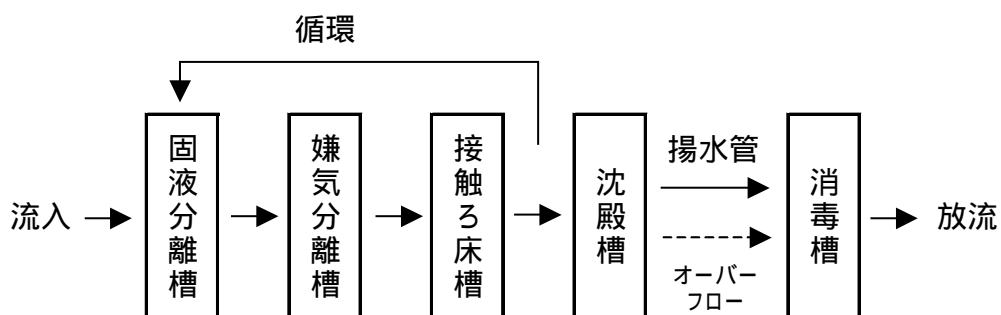 循環
流入
固液分離槽
嫌気分離槽
接触ろ床槽
沈殿槽
揚水管
オーバー
フロー
消毒槽
放流